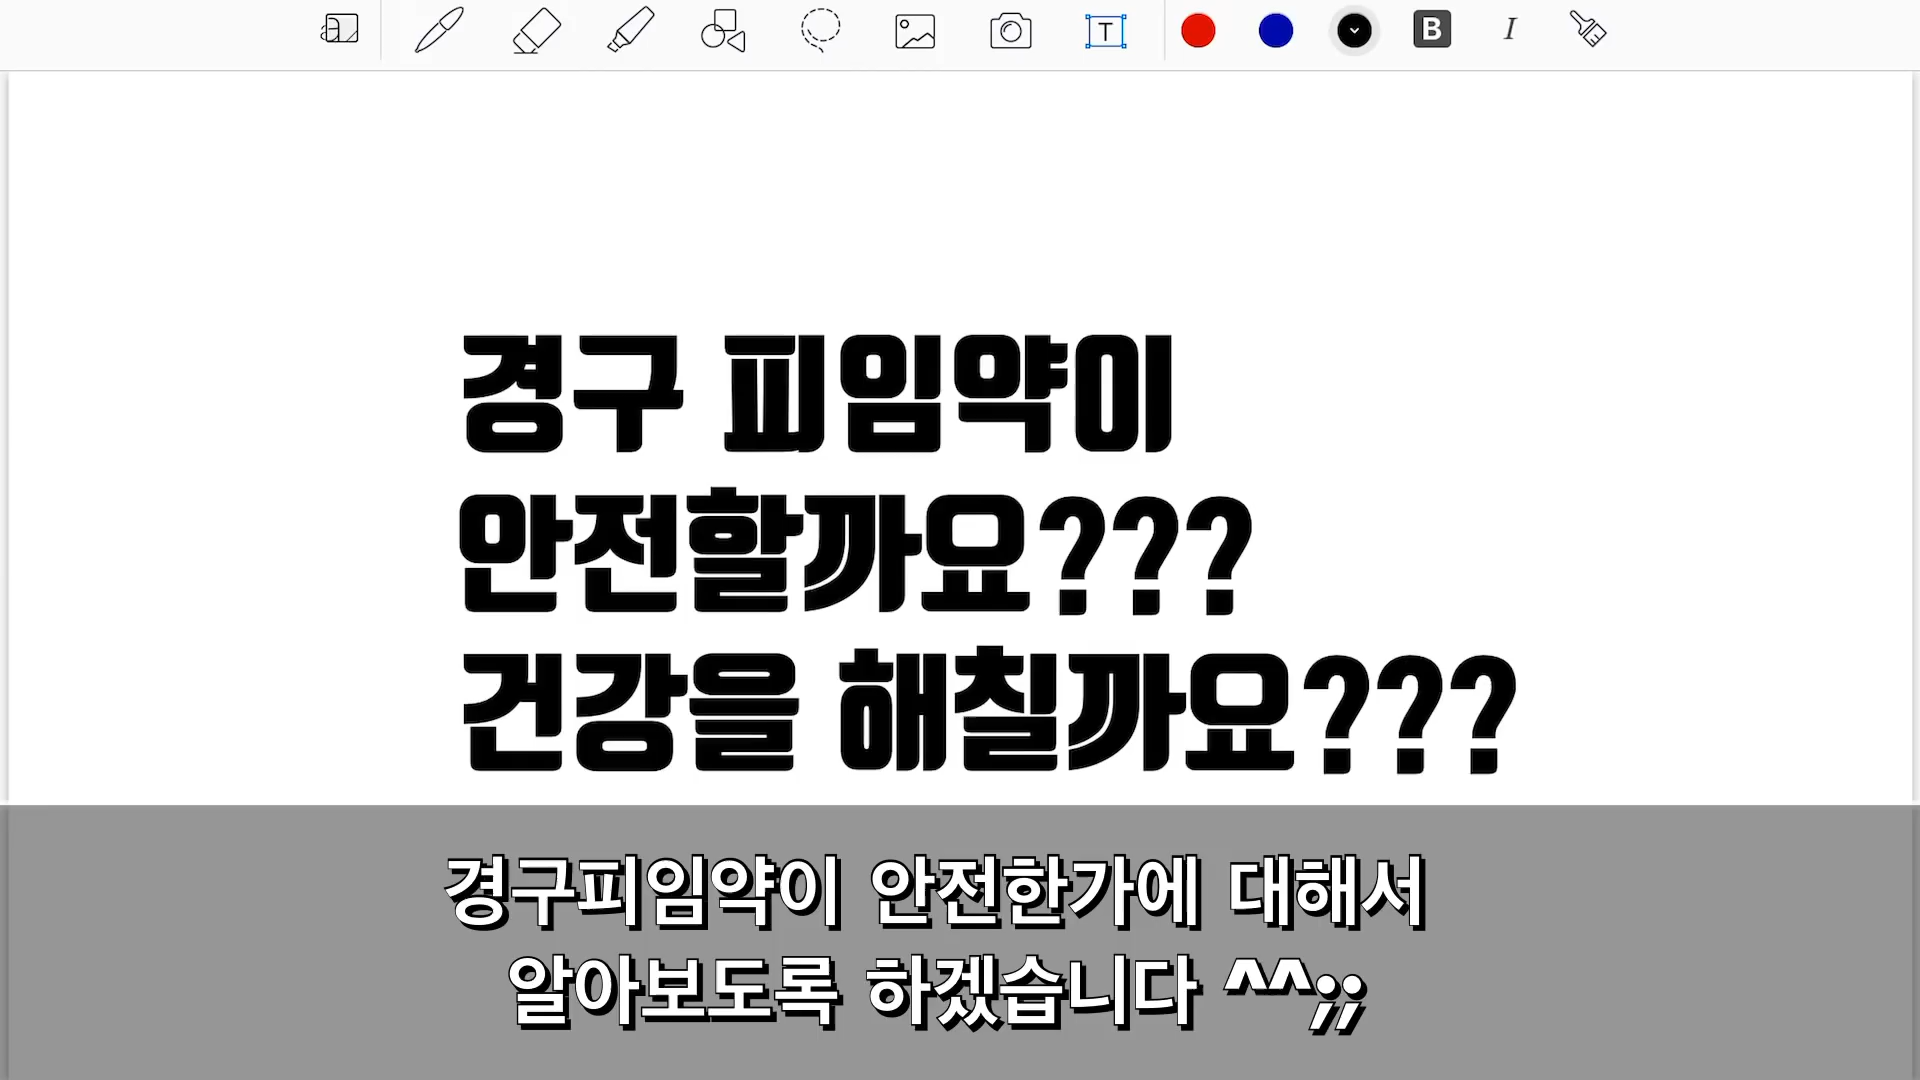 T
B
I
경구 피임약이
안전할까요???
건강을 해칠까요???
경구피임약이 안전한가에 대해서
알아보도록 하겠습니다 ^^;;